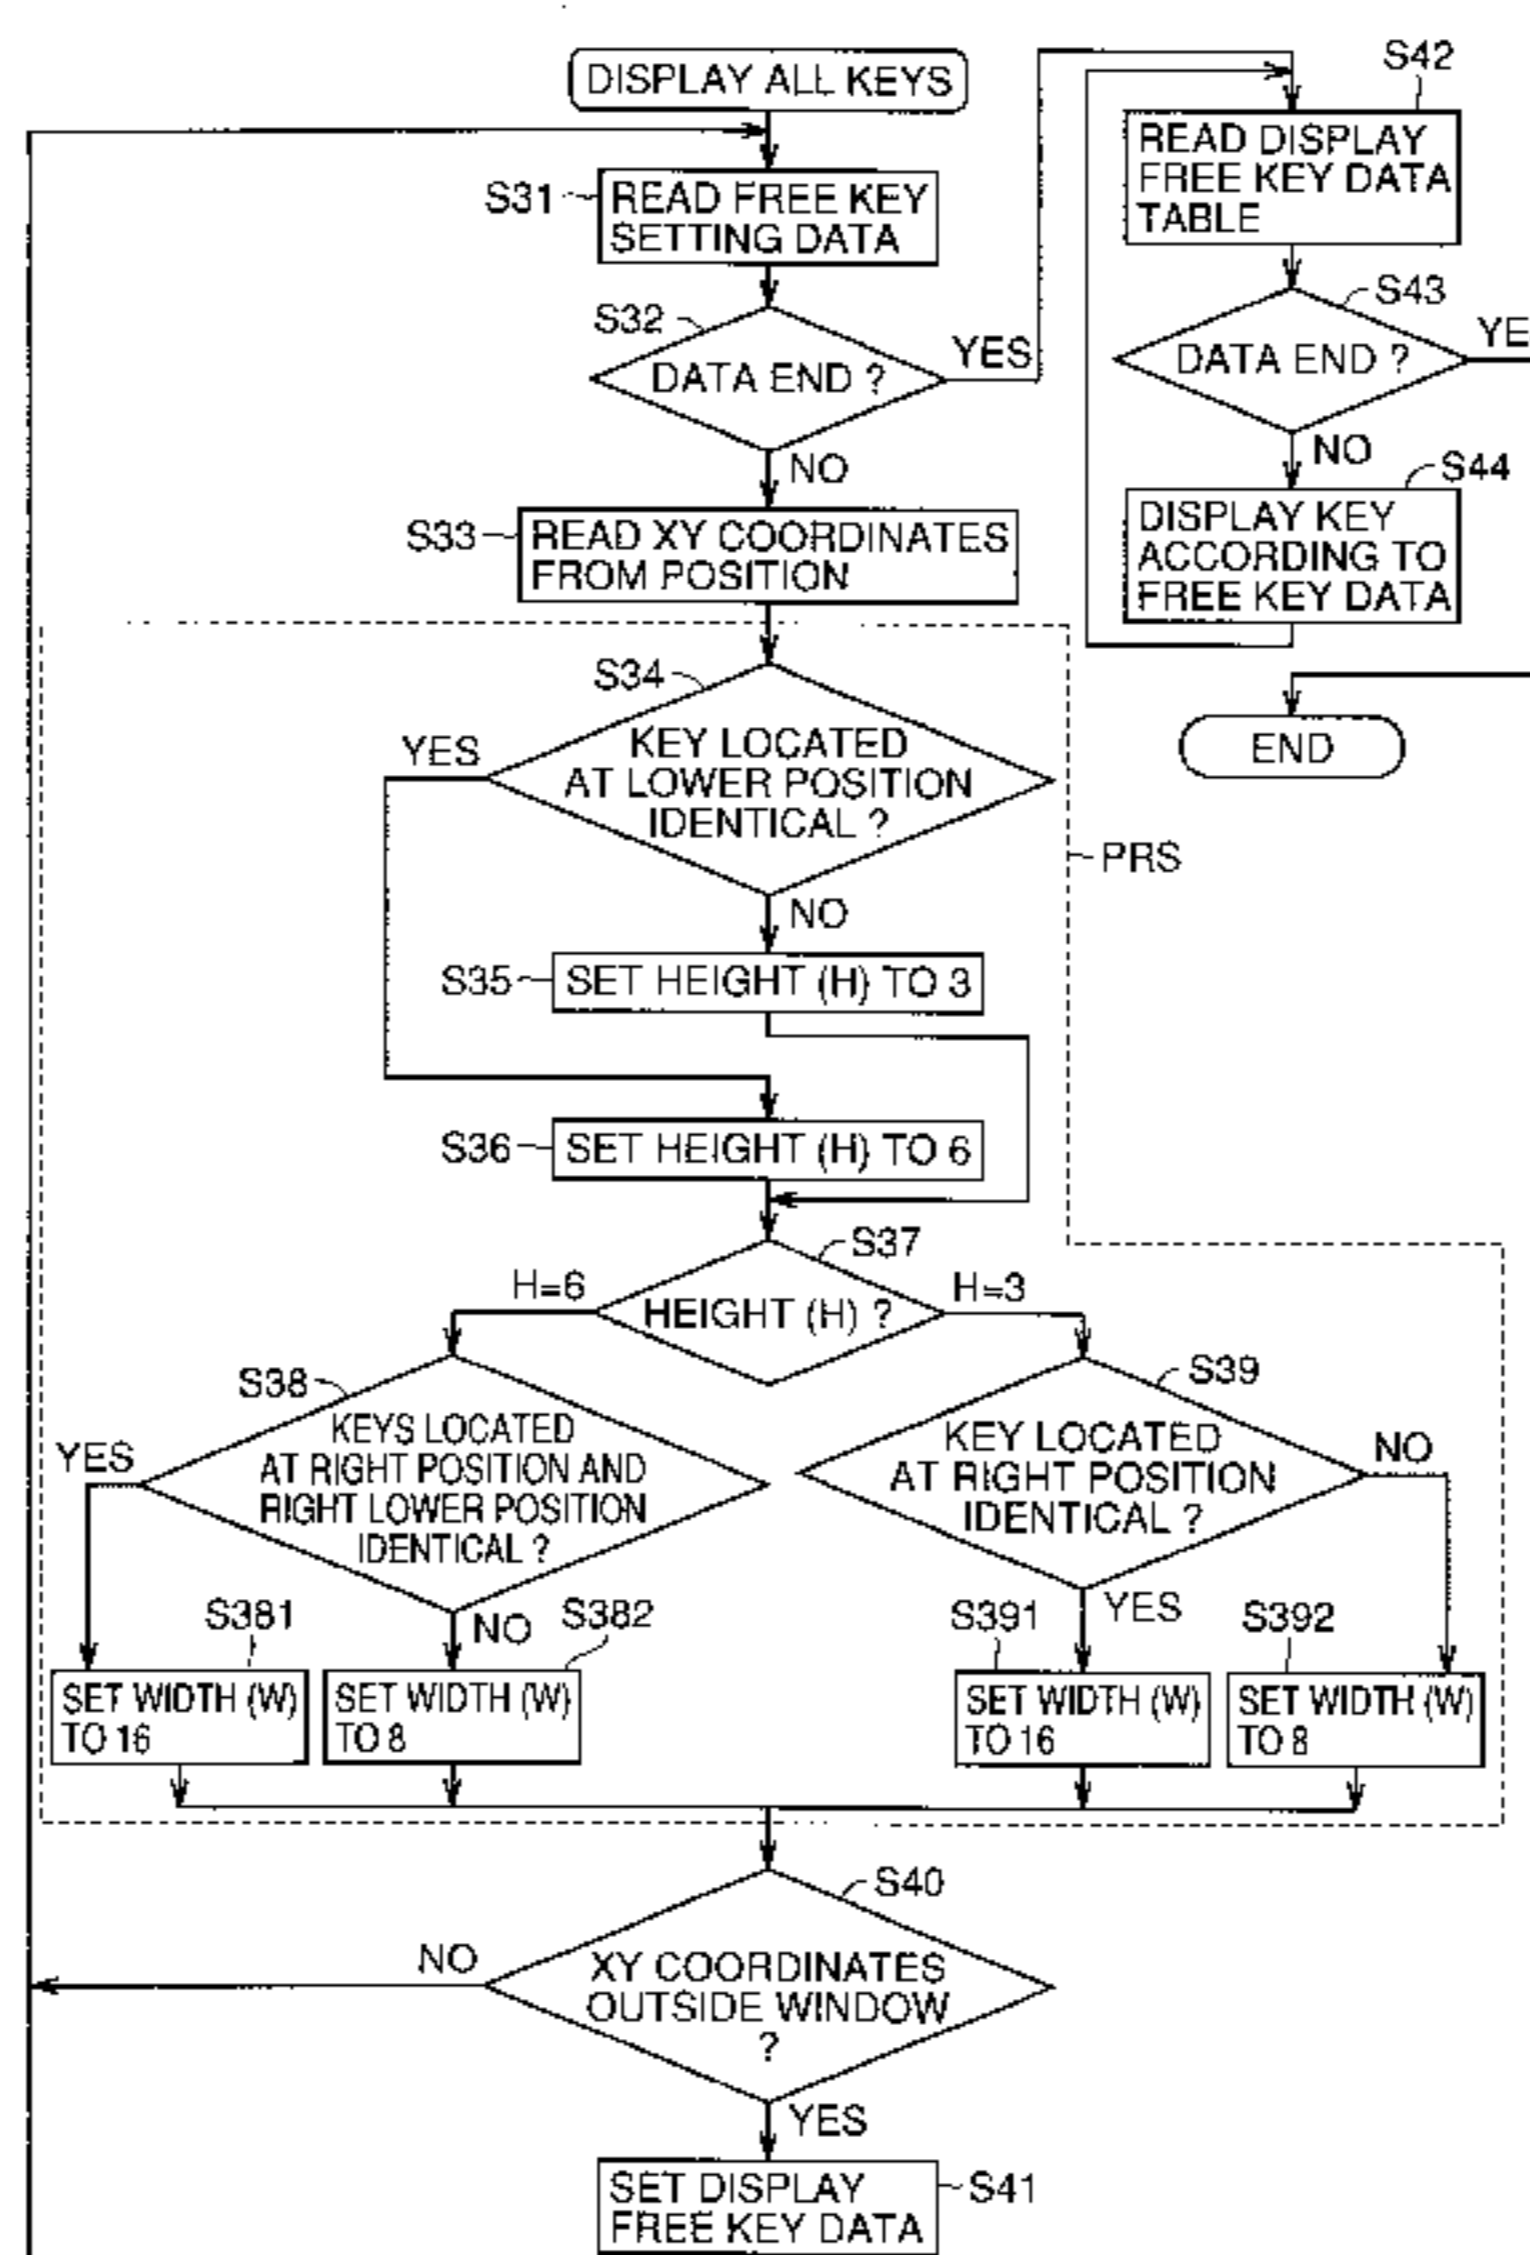 DISPLAY ALL KEYS
S31
READ FREE KEY
SETTING DATA
S32
DATA END ?
YES
NO
S33
READ XY COORDINATES
FROM POSITION
S34
YES
KEY LOCATED
AT LOWER POSITION
IDENTICAL ?
PRS
NO
S35
SET HEIGHT (H) TO 3
S36
SET HEIGHT (H) TO 6
S37
H=6
HEIGHT (H) ?
H=3
S38
YES
KEYS LOCATED
AT RIGHT POSITION AND
RIGHT LOWER POSITION
IDENTICAL ?
NO
S39
KEY LOCATED
AT RIGHT POSITION
IDENTICAL ?
NO
YES
S381
SET WIDTH (W)
TO 16
S382
SET WIDTH (W)
TO 8
S391
SET WIDTH (W)
TO 16
S392
SET WIDTH (W)
TO 8
S40
NO
XY COORDINATES
OUTSIDE WINDOW
?
YES
SET DISPLAY
FREE KEY DATA
S41
S42
READ DISPLAY
FREE KEY DATA
TABLE
S43
DATA END ?
YE
NO
S44
DISPLAY KEY
ACCORDING TO
FREE KEY DATA
END